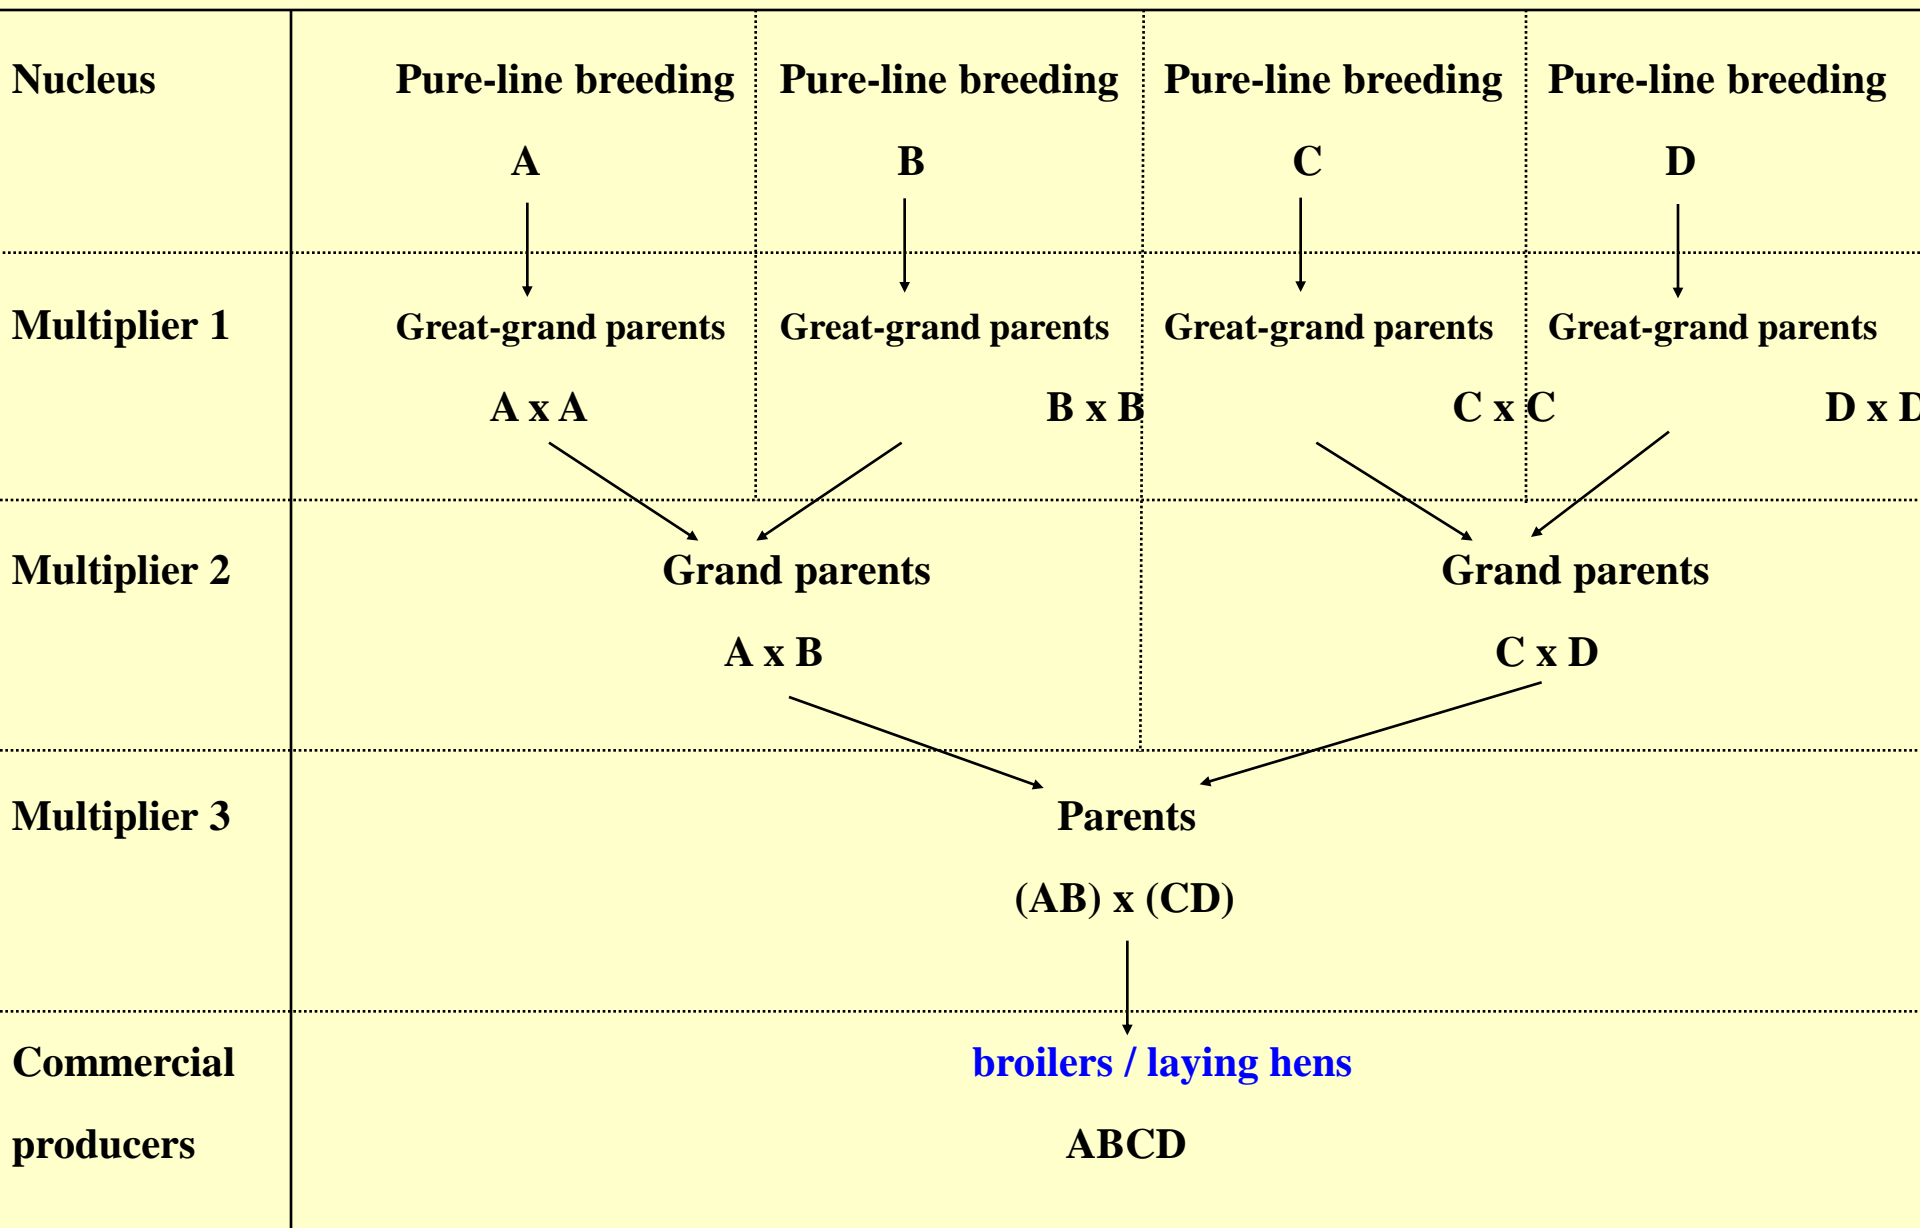 Nucleus Pure-line breeding Pure-line breeding Pure-line breeding Pure-line breeding
A B C D
Multiplier 1 Great-grand parents Great-grand parents Great-grand parents Great-grand parents
A x A B x B C x C D x D
Multiplier 2 Grand parents Grand parents
A x B C x D
Multiplier 3 Parents
(AB) x (CD)
Commercial broilers / laying hens
producers ABCD